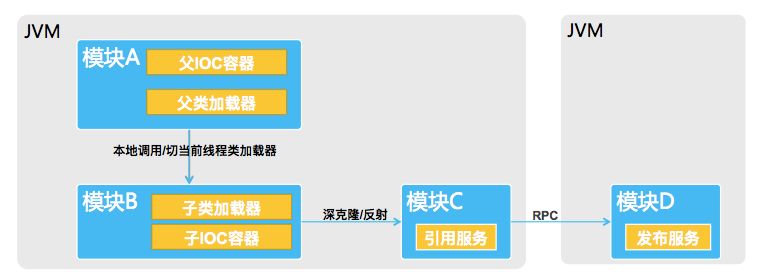 JVM
模块A
父IOC容器
父类加载器
本地调用/切当前线程类加载器
模块B
子类加载器
子IOC容器
深克隆/反射
模块C
引用服务
RPC
JVM
模块D
发布服务